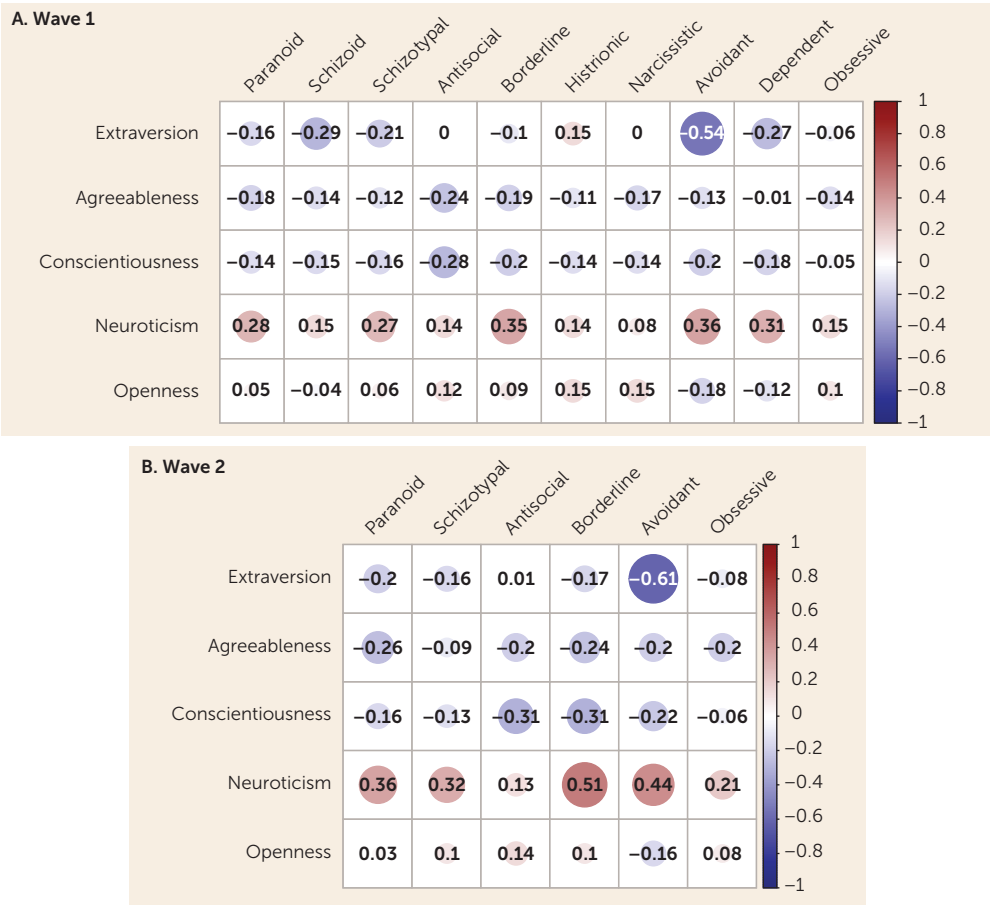 A. Wave 1
Paranoid Schizoid Schizotypal Antisocial Borderline Histrionic Narcissistic Avoidant Dependent Obsessive
Extraversion −0.16 −0.29 −0.21 0 −0.1 0.15 0 −0.54 −0.27 −0.06
Agreeableness −0.18 −0.14 −0.12 −0.24 −0.19 −0.11 −0.17 −0.13 −0.01 −0.14
Conscientiousness −0.14 −0.15 −0.16 −0.28 −0.2 −0.14 −0.14 −0.2 −0.18 −0.05
Neuroticism 0.28 0.15 0.27 0.14 0.35 0.14 0.08 0.36 0.31 0.15
Openness 0.05 −0.04 0.06 0.12 0.09 0.15 0.15 −0.18 −0.12 0.1
1
0.8
0.6
0.4
0.2
0
−0.2
−0.4
−0.6
−0.8
−1
B. Wave 2
Paranoid Schizotypal Antisocial Borderline Avoidant Obsessive
Extraversion −0.2 −0.16 0.01 −0.17 −0.61 −0.08
Agreeableness −0.26 −0.09 −0.2 −0.24 −0.2 −0.2
Conscientiousness −0.16 −0.13 −0.31 −0.31 −0.22 −0.06
Neuroticism 0.36 0.32 0.13 0.51 0.44 0.21
Openness 0.03 0.1 0.14 0.1 −0.16 0.08
1
0.8
0.6
0.4
0.2
0
−0.2
−0.4
−0.6
−0.8
−1